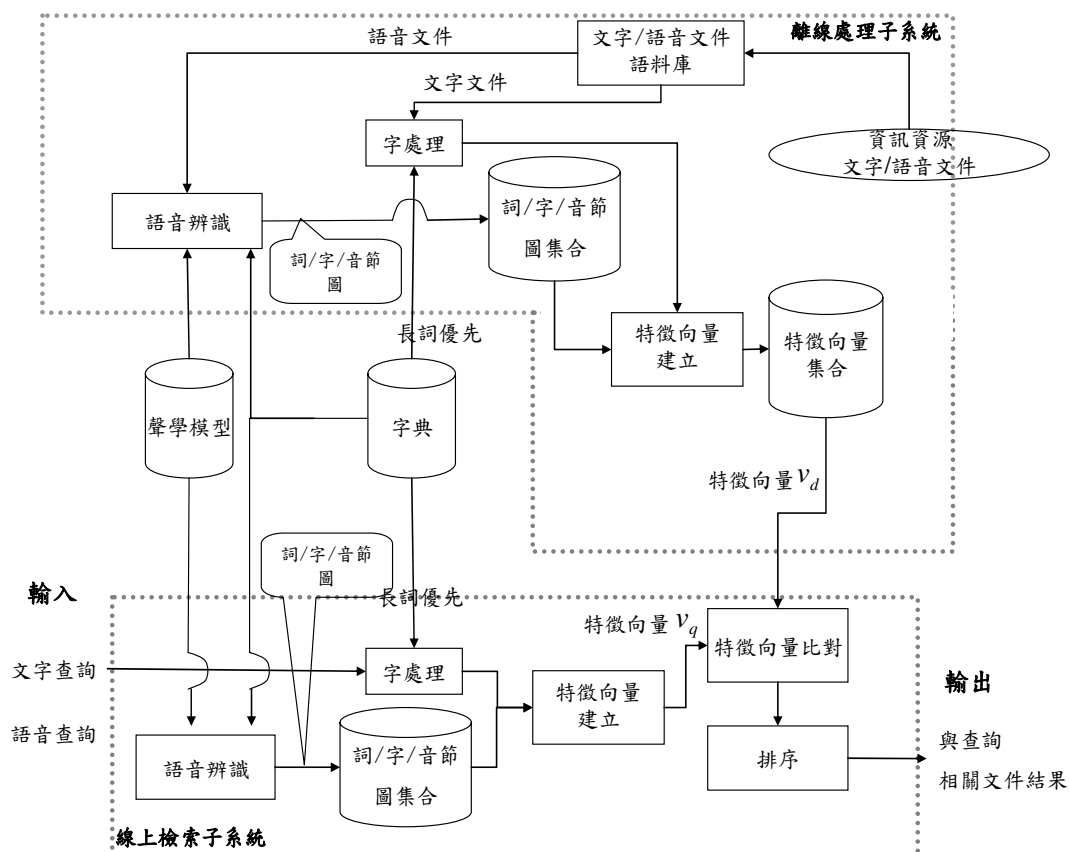 離線處理子系統
語音文件
文字/語音文件
語料庫
文字文件
資訊資源
文字/語音文件
字處理
語音辨識
詞/字/音節
圖
詞/字/音節
圖集合
長詞優先
特徵向量
建立
特徵向量
集合
聲學模型
字典
特徵向量 v_d
詞/字/音節
圖
長詞優先
輸入
文字查詢
語音查詢
字處理
特徵向量 v_q
特徵向量比對
特徵向量
建立
語音辨識
詞/字/音節
圖集合
排序
輸出
與查詢
相關文件結果
線上檢索子系統